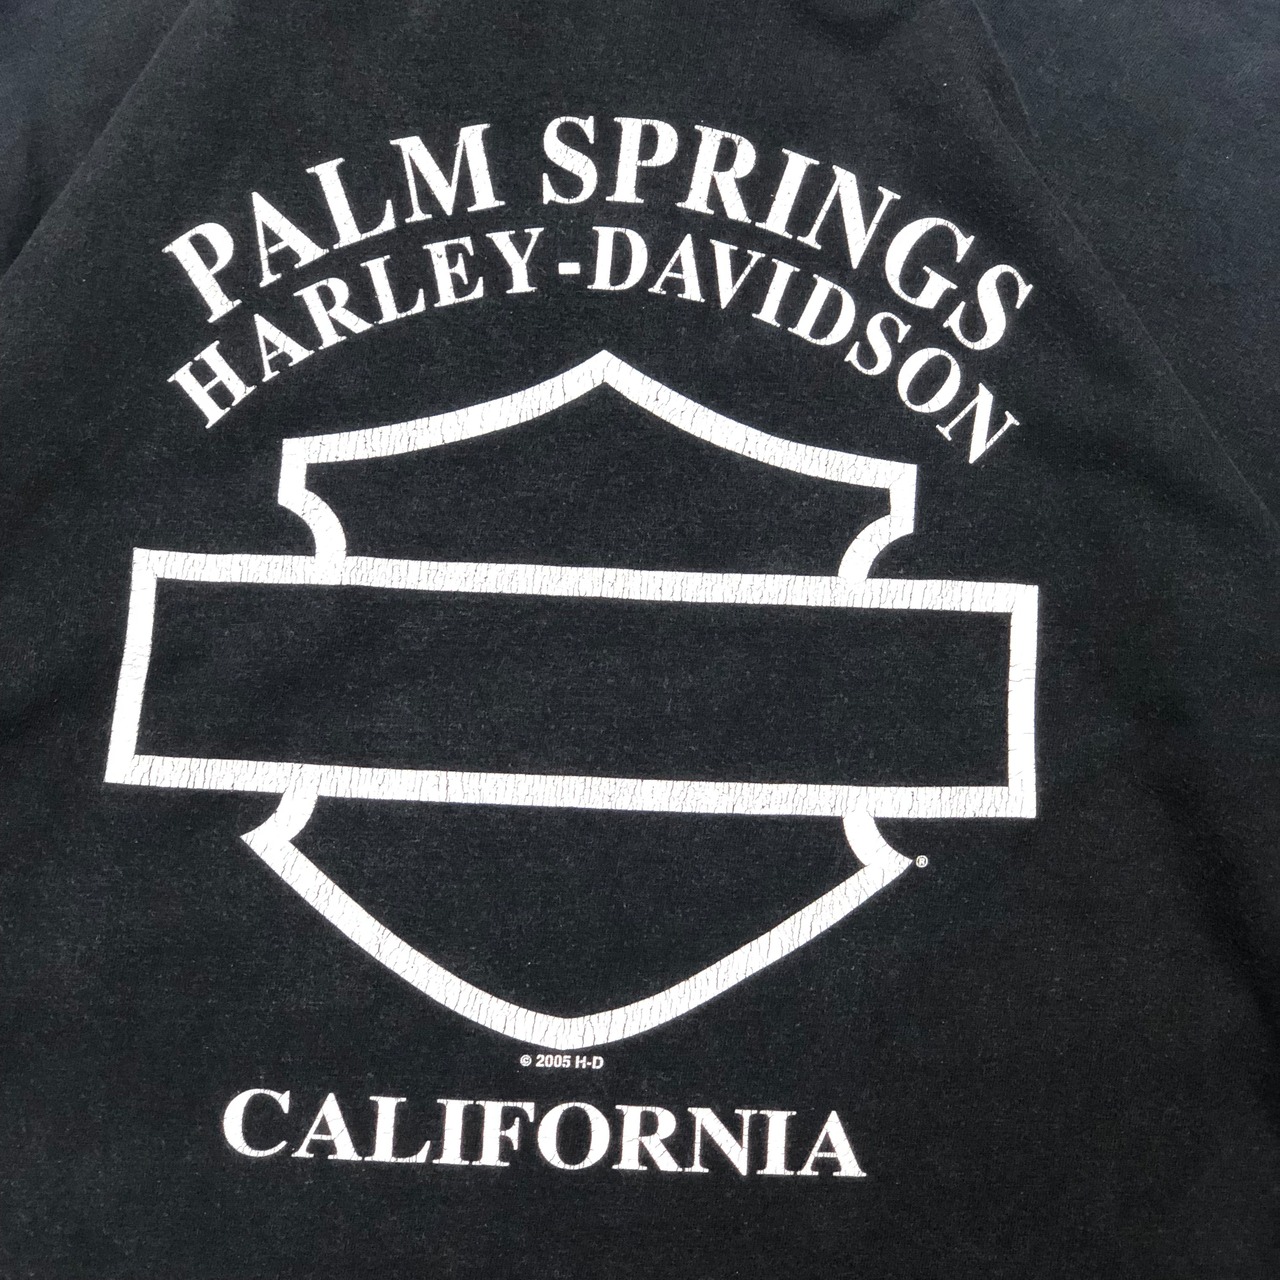 PALM SPRINGS
HARLEY-DAVIDSON
®
© 2005 H-D
CALIFORNIA